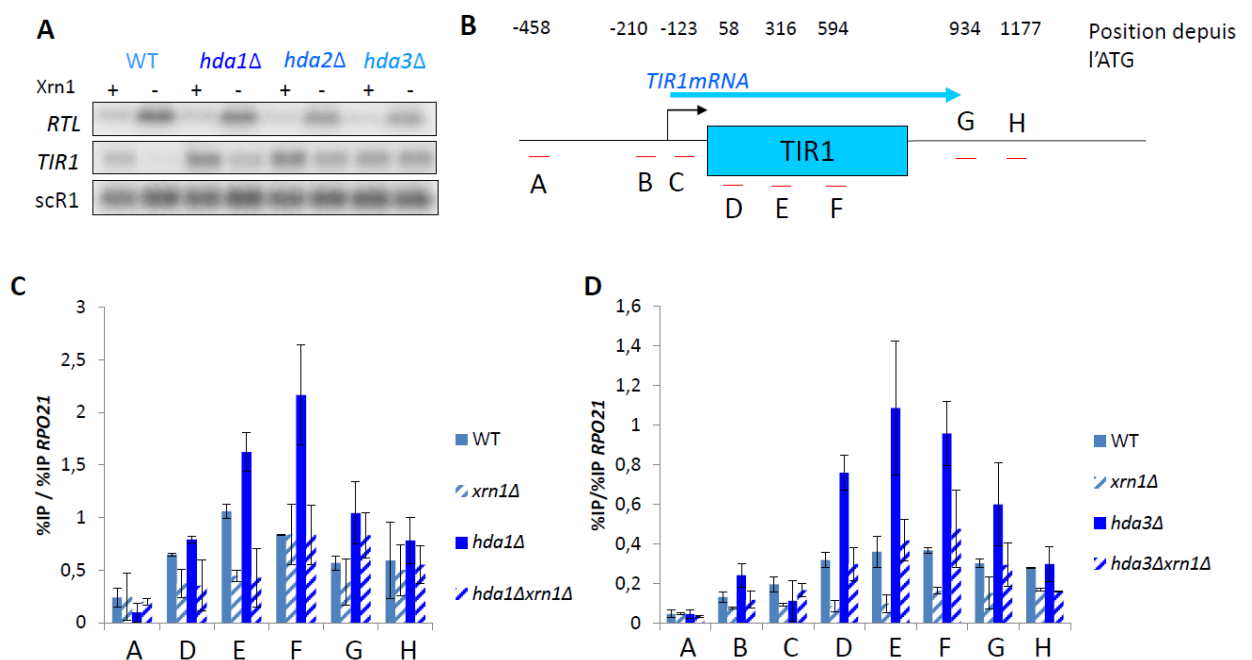 A
WT hda1Δ hda2Δ hda3Δ
Xrn1 + - + - + - + -
RTL
TIR1
scR1
B
-458 -210 -123 58 316 594 934 1177 Position depuis
l'ATG
TIR1mRNA
G H
TIR1
A B C
D E F
C
3
2,5
2
1,5
1
0,5
0
%IP / %IP RPO21
A D E F G H
WT
xrn1Δ
hda1Δ
hda1Δxrn1Δ
D
1,6
1,4
1,2
1
0,8
0,6
0,4
0,2
0
%IP/%IP RPO21
A B C D E F G H
WT
xrn1Δ
hda3Δ
hda3Δxrn1Δ